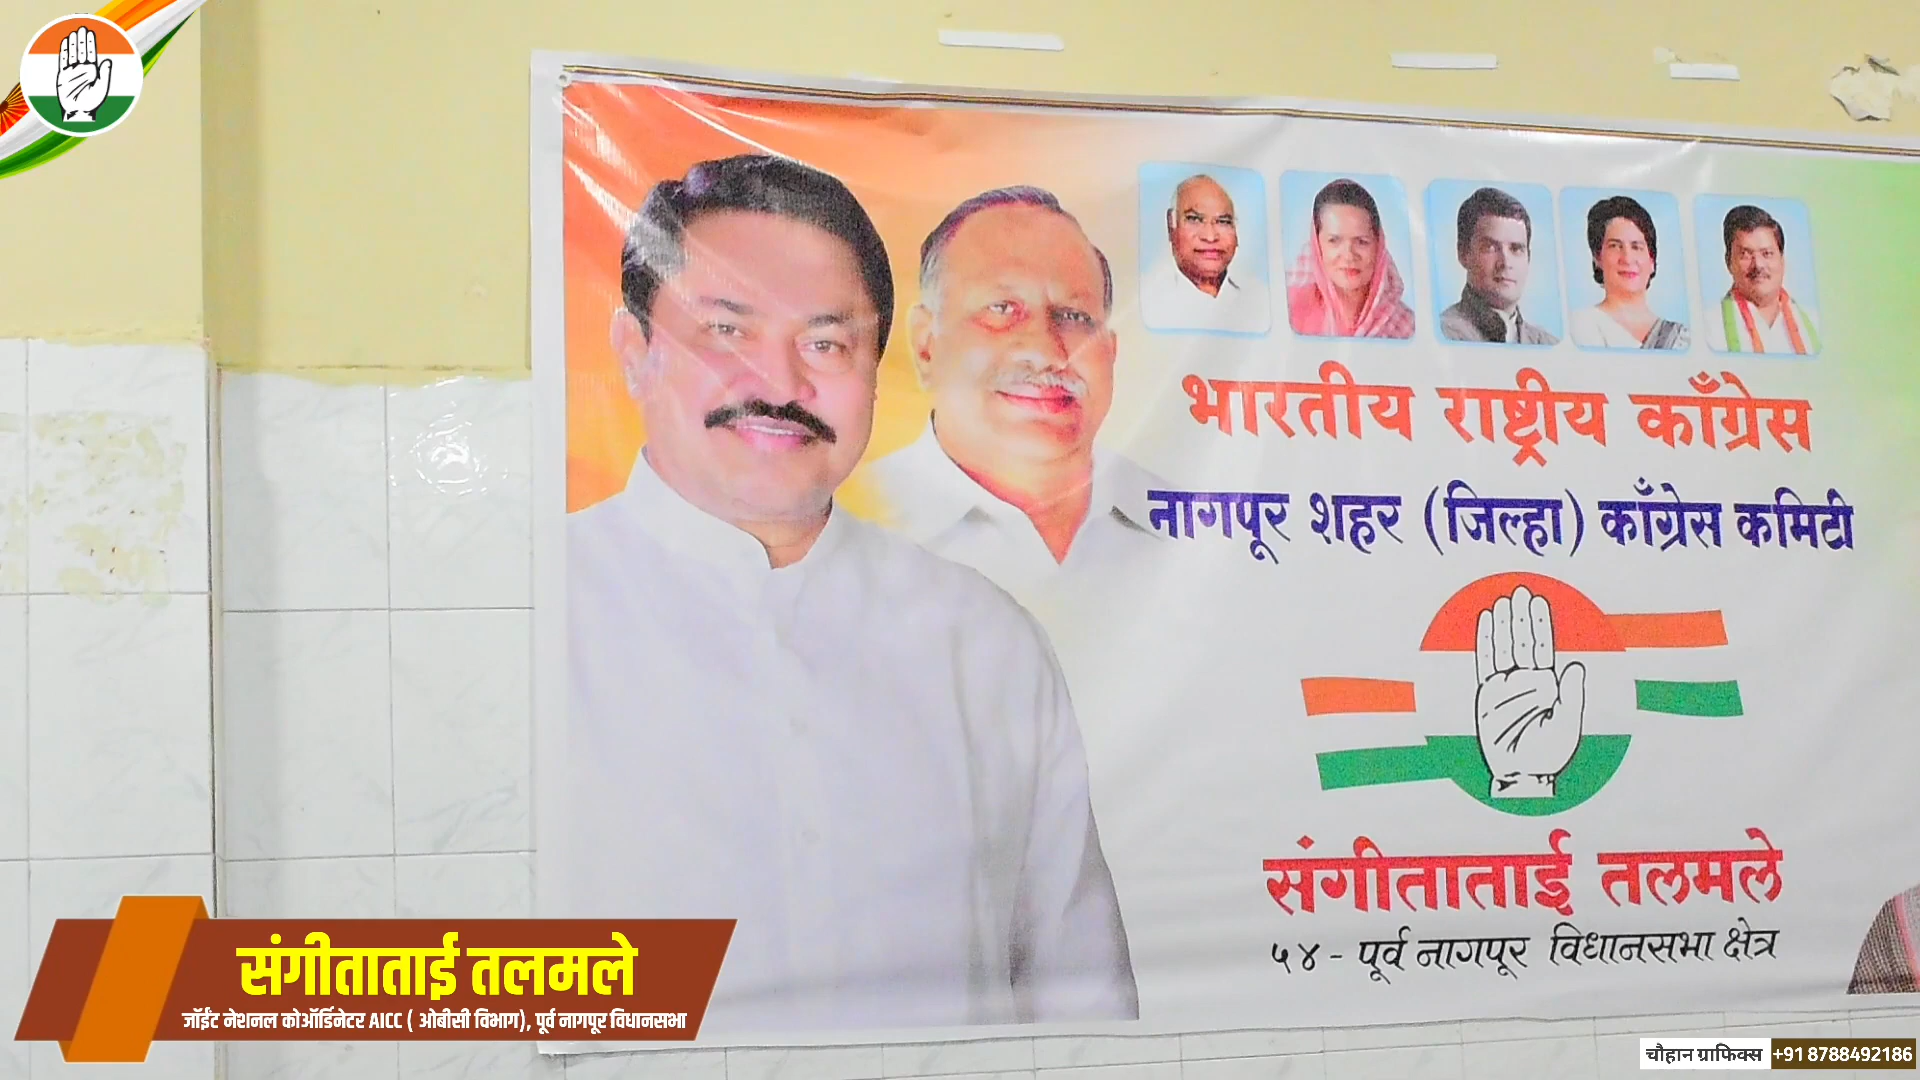 भारतीय राष्ट्रीय काँग्रेस
नागपूर शहर (जिल्हा) काँग्रेस कमिटी
संगीताताई तलमले
५४ - पूर्व नागपूर विधानसभा क्षेत्र
संगीताताई तलमले
जॉईंट नेशनल कोऑर्डिनेटर AICC ( ओबीसी विभाग), पूर्व नागपूर विधानसभा
चौहान ग्राफिक्स +91 8788492186